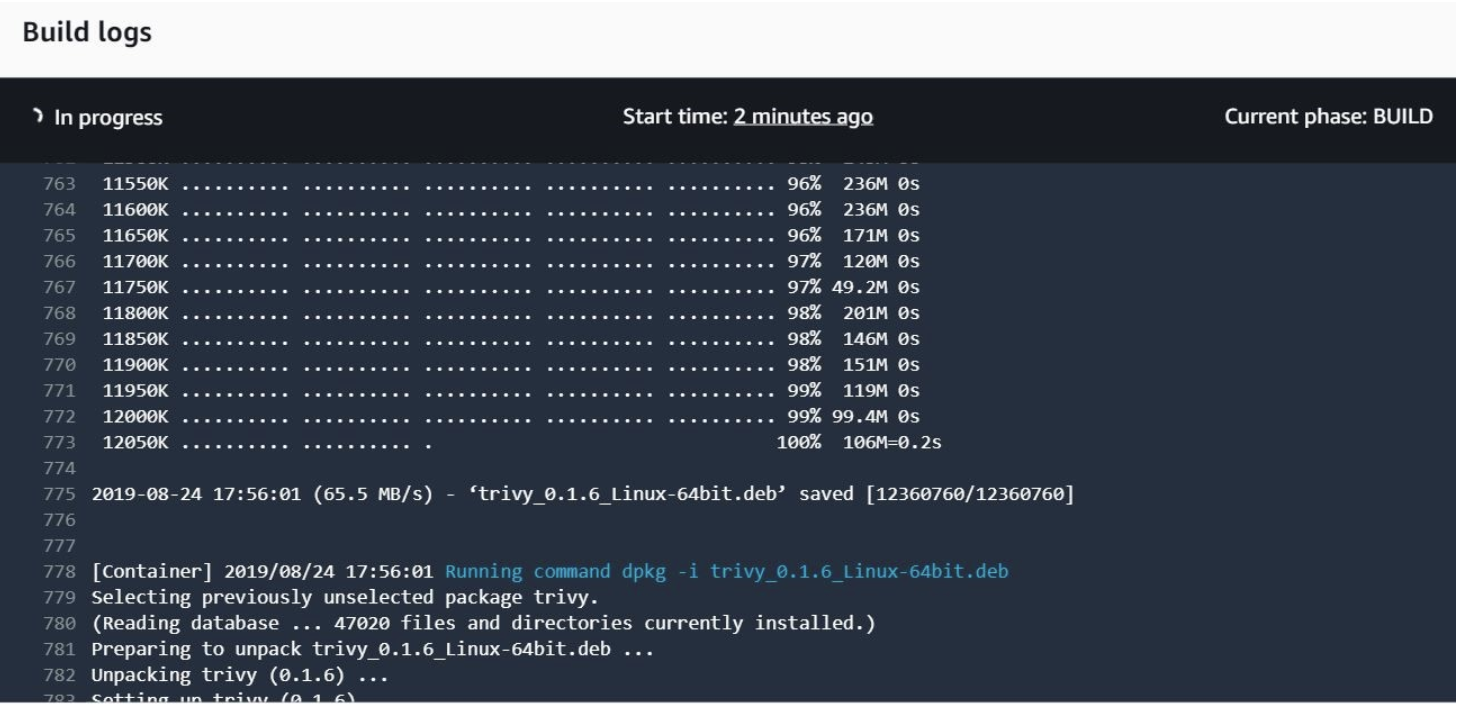 Build logs
In progress
Start time: 2 minutes ago
Current phase: BUILD
763 11550K .......... .......... .......... .......... .......... 96% 236M 0s
764 11600K .......... .......... .......... .......... .......... 96% 236M 0s
765 11650K .......... .......... .......... .......... .......... 96% 171M 0s
766 11700K .......... .......... .......... .......... .......... 97% 120M 0s
767 11750K .......... .......... .......... .......... .......... 97% 49.2M 0s
768 11800K .......... .......... .......... .......... .......... 98% 201M 0s
769 11850K .......... .......... .......... .......... .......... 98% 146M 0s
770 11900K .......... .......... .......... .......... .......... 98% 151M 0s
771 11950K .......... .......... .......... .......... .......... 99% 119M 0s
772 12000K .......... .......... .......... .......... .......... 99% 99.4M 0s
773 12050K .......... .......... . 100% 106M=0.2s
774
775 2019-08-24 17:56:01 (65.5 MB/s) - ‘trivy_0.1.6_Linux-64bit.deb’ saved [12360760/12360760]
776
777
778 [Container] 2019/08/24 17:56:01 Running command dpkg -i trivy_0.1.6_Linux-64bit.deb
779 Selecting previously unselected package trivy.
780 (Reading database ... 47020 files and directories currently installed.)
781 Preparing to unpack trivy_0.1.6_Linux-64bit.deb ...
782 Unpacking trivy (0.1.6) ...
783 Setting up trivy (0.1.6)